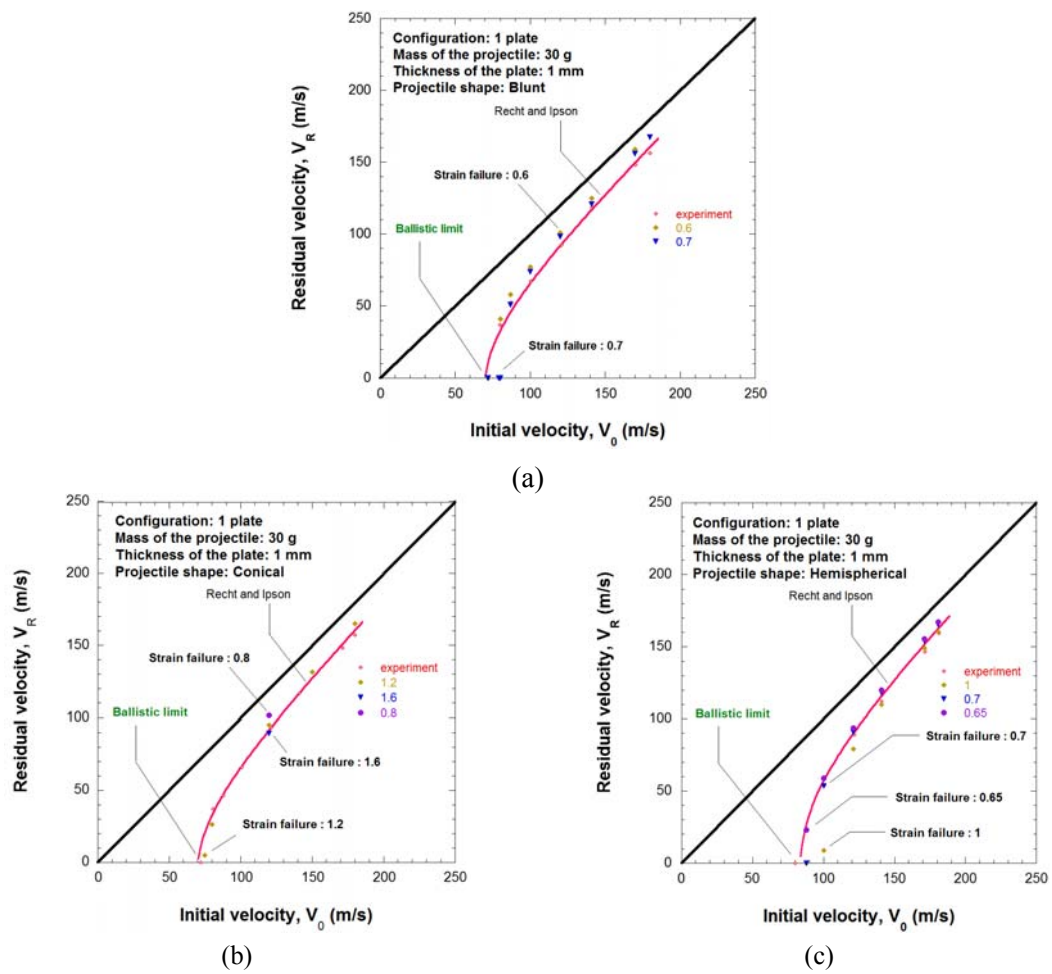 250
200
150
100
50
0
Residual velocity, V_R (m/s)
Configuration: 1 plate
Mass of the projectile: 30 g
Thickness of the plate: 1 mm
Projectile shape: Blunt
Recht and Ipson
Strain failure : 0.6
Ballistic limit
experiment
0.6
0.7
Strain failure : 0.7
0 50 100 150 200 250
Initial velocity, V_0 (m/s)
(a)
250
200
150
100
50
0
Residual velocity, V_R (m/s)
Configuration: 1 plate
Mass of the projectile: 30 g
Thickness of the plate: 1 mm
Projectile shape: Conical
Recht and Ipson
Strain failure : 0.8
experiment
1.2
1.6
0.8
Ballistic limit
Strain failure : 1.6
Strain failure : 1.2
0 50 100 150 200 250
Initial velocity, V_0 (m/s)
(b)
250
200
150
100
50
0
Residual velocity, V_R (m/s)
Configuration: 1 plate
Mass of the projectile: 30 g
Thickness of the plate: 1 mm
Projectile shape: Hemispherical
Recht and Ipson
experiment
1
0.7
0.65
Ballistic limit
Strain failure : 0.7
Strain failure : 0.65
Strain failure : 1
0 50 100 150 200 250
Initial velocity, V_0 (m/s)
(c)